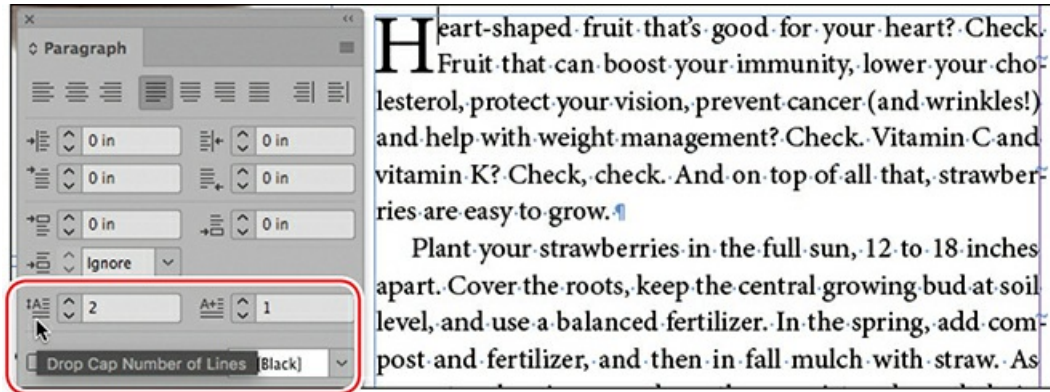 Paragraph
0 in 0 in
0 in 0 in
0 in 0 in
Ignore
2 1
Drop Cap Number of Lines [Black]
Heart-shaped fruit that's good for your heart? Check.
Fruit that can boost your immunity, lower your cho-
lesterol, protect your vision, prevent cancer (and wrinkles!)
and help with weight management? Check. Vitamin C and
vitamin K? Check, check. And on top of all that, strawber-
ries are easy to grow.¶
Plant your strawberries in the full sun, 12 to 18 inches
apart. Cover the roots, keep the central growing bud at soil
level, and use a balanced fertilizer. In the spring, add com-
post and fertilizer, and then in fall mulch with straw. As